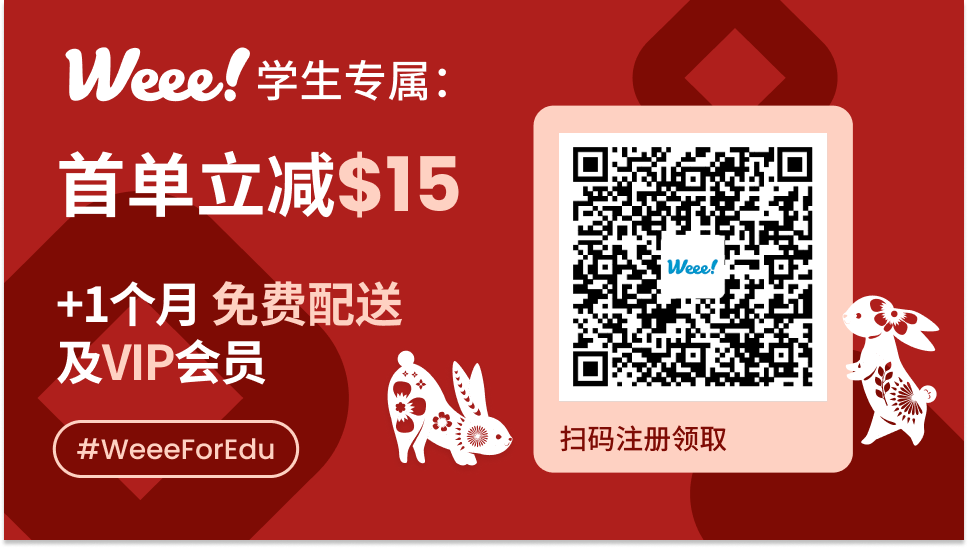 Weee! 学生专属：
首单立减$15
+1个月 免费配送
及VIP会员
#WeeeForEdu
Weee!
扫码注册领取